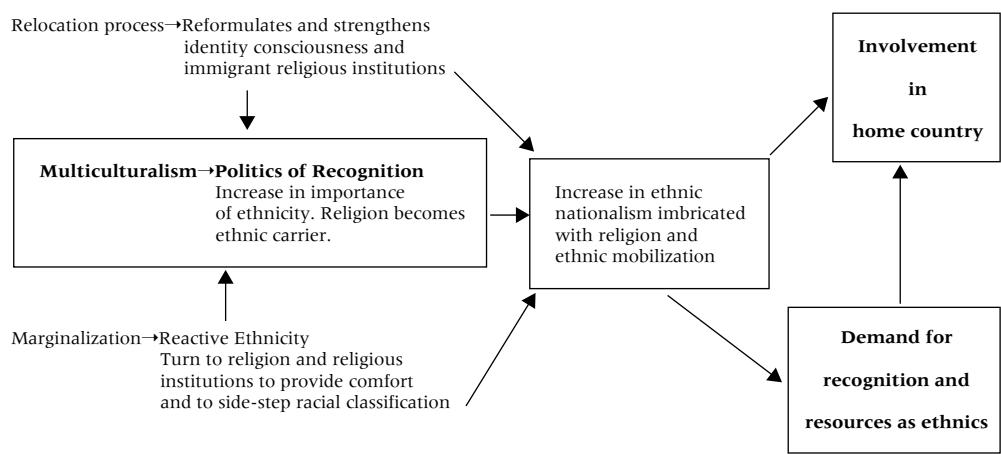 Relocation process→Reformulates and strengthens
identity consciousness and
immigrant religious institutions
Multiculturalism→Politics of Recognition
Increase in importance
of ethnicity. Religion becomes
ethnic carrier.
Marginalization→Reactive Ethnicity
Turn to religion and religious
institutions to provide comfort
and to side-step racial classification
Increase in ethnic
nationalism imbricated
with religion and
ethnic mobilization
Involvement
in
home country
Demand for
recognition and
resources as ethnics